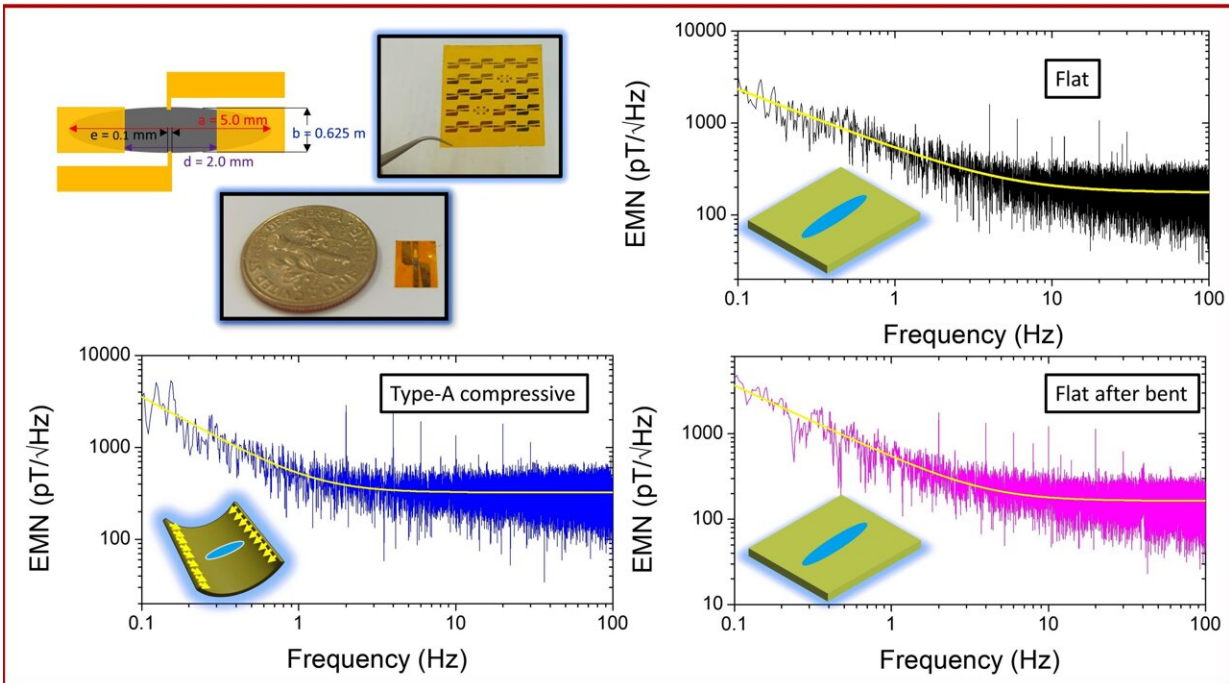 a = 5.0 mm
e = 0.1 mm
b = 0.625 m
d = 2.0 mm
EMN (pT/√Hz)
10000
1000
100
Flat
0.1
1
10
100
Frequency (Hz)
EMN (pT/√Hz)
10000
1000
100
Type-A compressive
0.1
1
10
100
Frequency (Hz)
EMN (pT/√Hz)
1000
100
10
Flat after bent
0.1
1
10
100
Frequency (Hz)